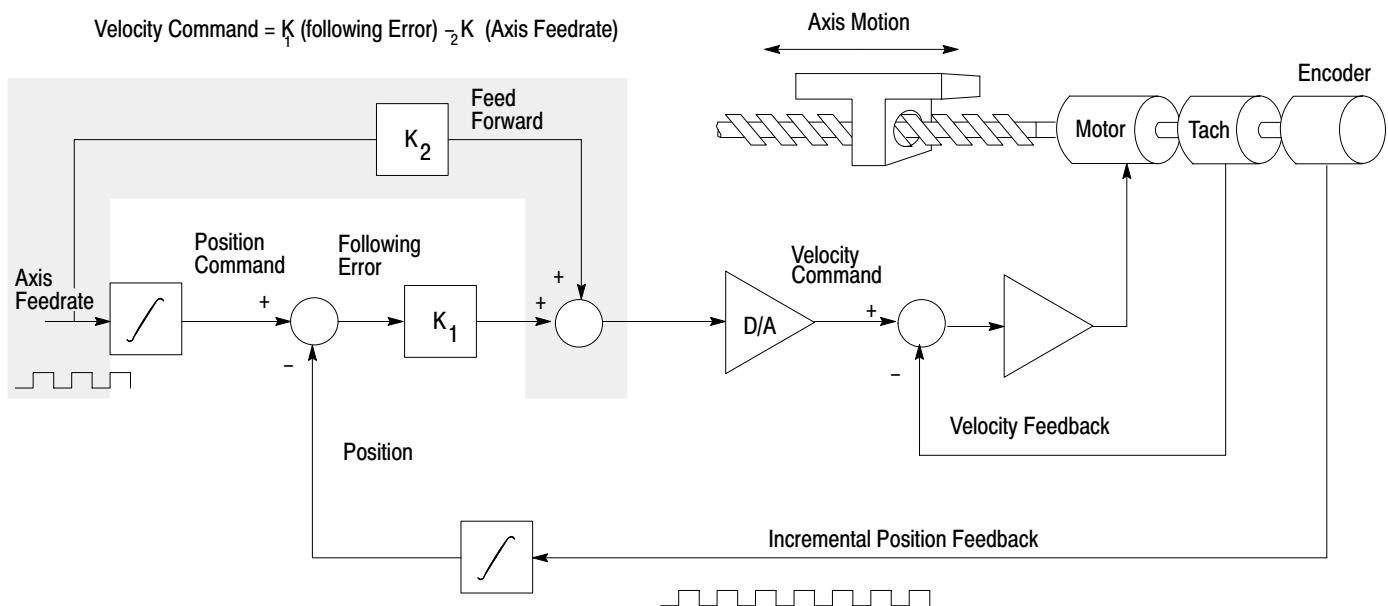 Velocity Command = K1 (following Error) –2K (Axis Feedrate)
Axis Motion
Encoder
Feed
Forward
K2
Motor
Tach
Position
Command
Following
Error
Velocity
Command
Axis
Feedrate
+
+
+
+
K1
D/A
–
–
Velocity Feedback
Position
Incremental Position Feedback